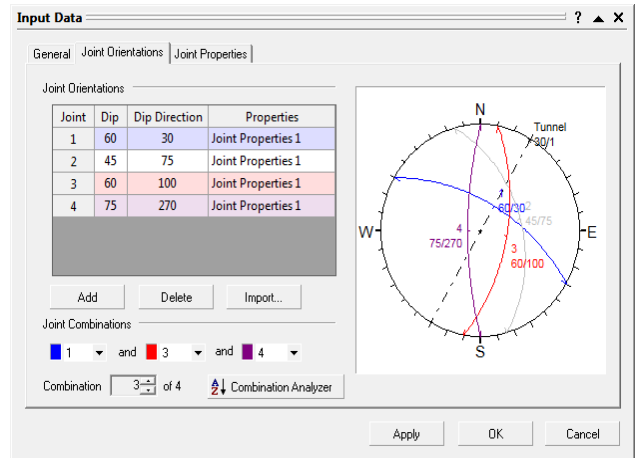 Input Data ? X
General Joint Orientations Joint Properties
Joint Orientations
Joint Dip Dip Direction Properties
1 60 30 Joint Properties 1
2 45 75 Joint Properties 1
3 60 100 Joint Properties 1
4 75 270 Joint Properties 1
Add Delete Import...
Joint Combinations
1 and 3 and 4
Combination 3 of 4 A Z Combination Analyzer
N
Tunnel
30/1
1
60/30
2
45/75
W
4
75/270
E
3
60/100
S
Apply OK Cancel